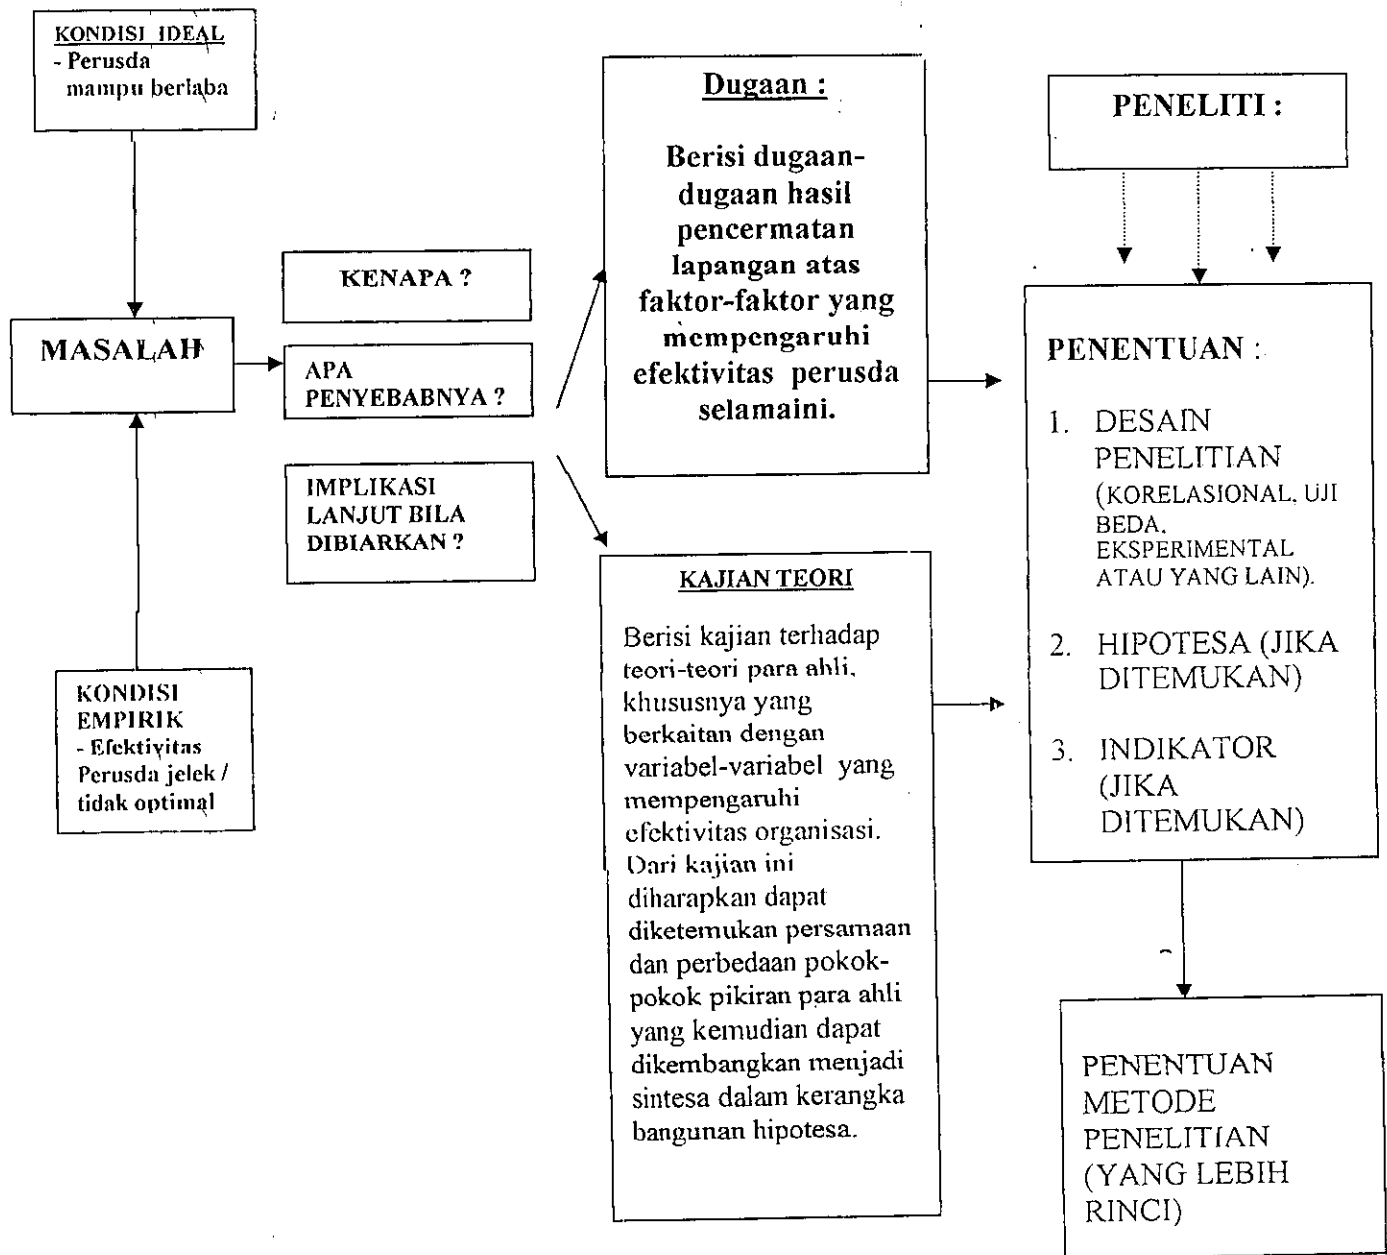 KONDISI IDEAL
- Perusda
mampu berlaba
MASALAH
KONDISI
EMPIRIK
- Efektivitas
Perusda jelek /
tidak optimal
KENAPA ?
APA
PENYEBABNYA ?
IMPLIKASI
LANJUT BILA
DIBIARKAN ?
Dugaan :
Berisi dugaan-
dugaan hasil
pencermatan
lapangan atas
faktor-faktor yang
mempengaruhi
efektivitas perusda
selamaini.
KAJIAN TEORI
Berisi kajian terhadap
teori-teori para ahli,
khususnya yang
berkaitan dengan
variabel-variabel yang
mempengaruhi
efektivitas organisasi.
Dari kajian ini
diharapkan dapat
diketemukan persamaan
dan perbedaan pokok-
pokok pikiran para ahli
yang kemudian dapat
dikembangkan menjadi
sintesa dalam kerangka
bangunan hipotesa.
PENELITI :
PENENTUAN :
1. DESAIN
PENELITIAN
(KORELASIONAL, UJI
BEDA,
EKSPERIMENTAL
ATAU YANG LAIN).
2. HIPOTESA (JIKA
DITEMUKAN)
3. INDIKATOR
(JIKA
DITEMUKAN)
PENENTUAN
METODE
PENELITIAN
(YANG LEBIH
RINCI)